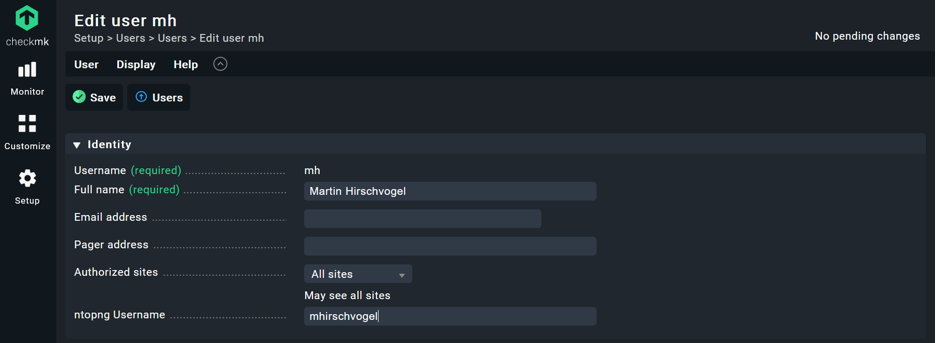 Edit user mh
Setup > Users > Users > Edit user mh
No pending changes
checkmk
User Display Help
Monitor
Save Users
Customize
Identity
Username (required)
mh
Full name (required)
Martin Hirschvogel
Setup
Email address
Pager address
Authorized sites
All sites
May see all sites
ntopng Username
mhirschvogel